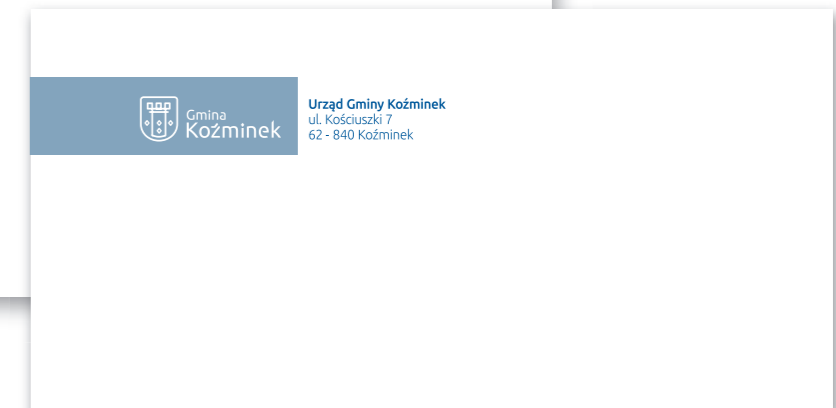 Gmina
Koźminek
Urząd Gminy Koźminek
ul. Kościuszki 7
62 - 840 Koźminek